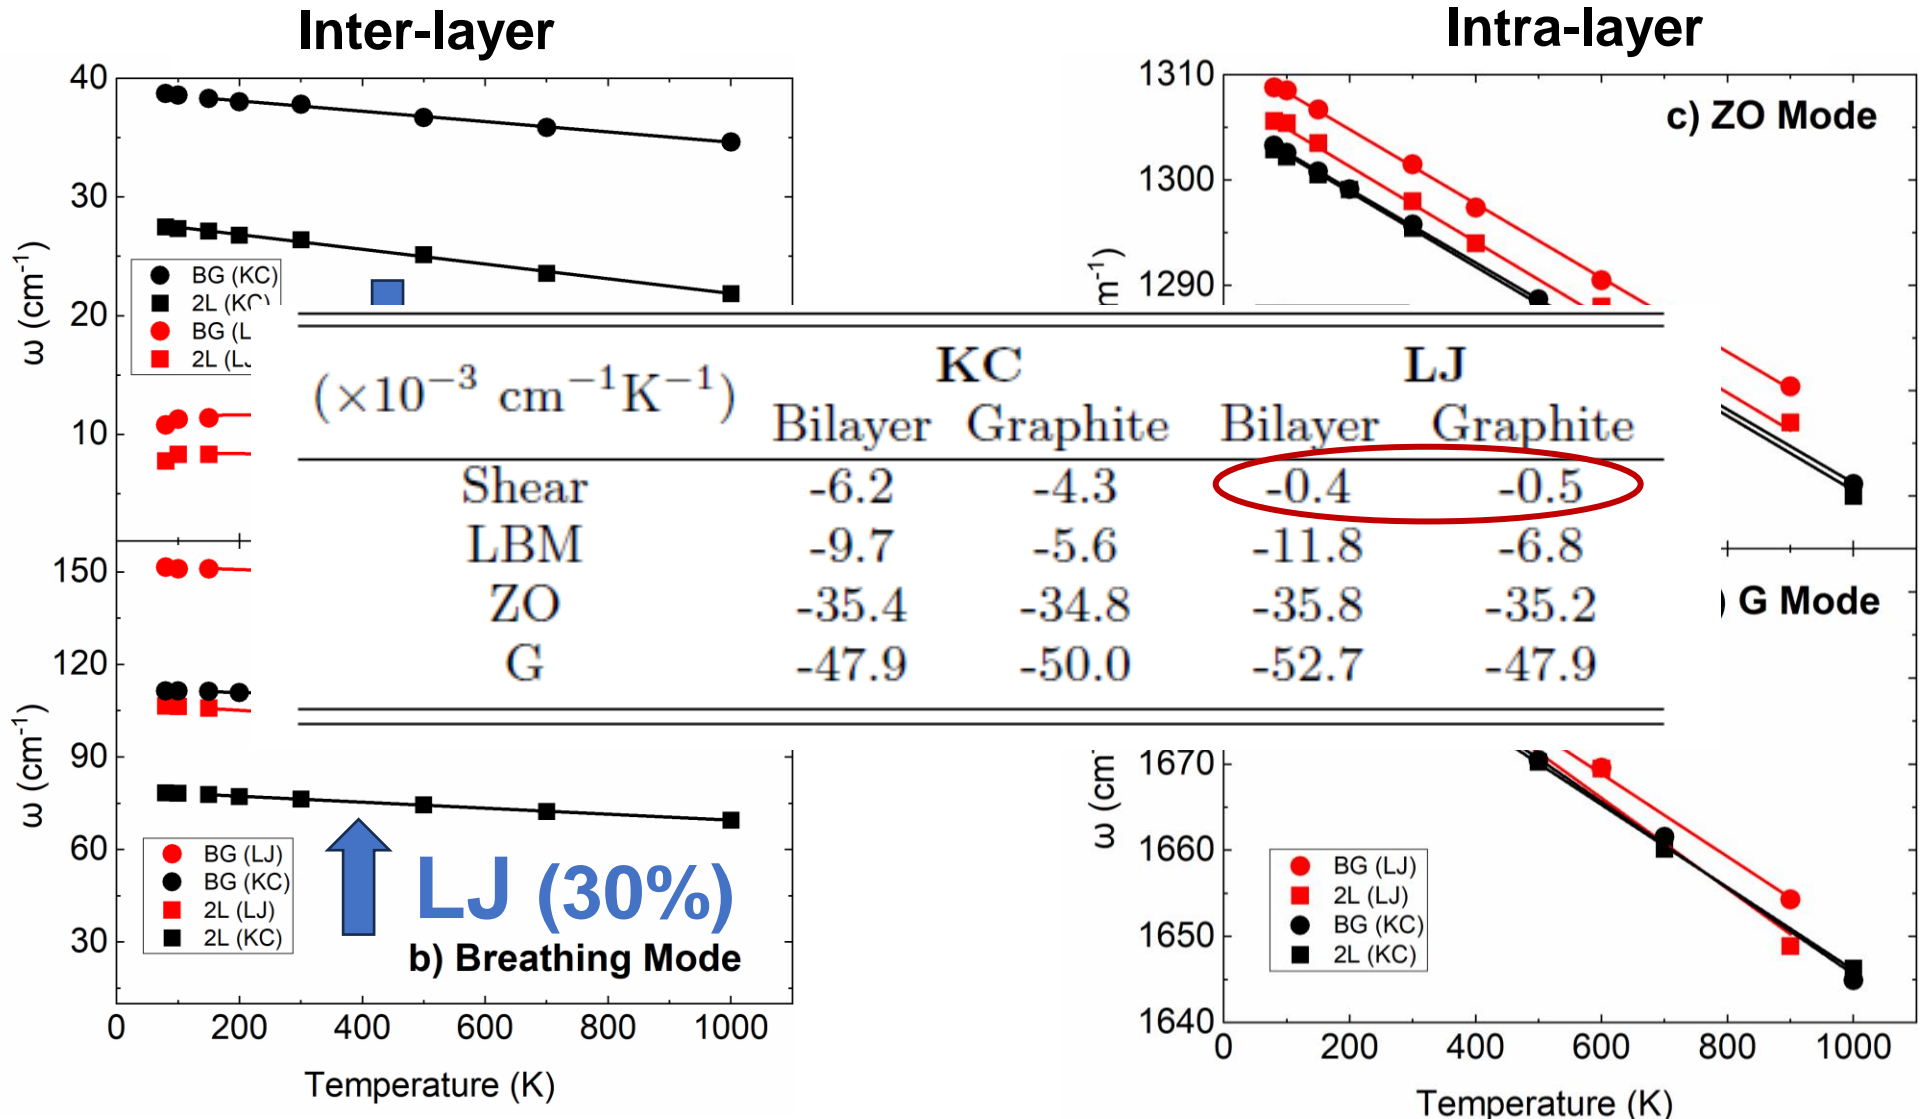 Inter-layer
Intra-layer
40
30
20
10
ω (cm⁻¹)
BG (KC)
2L (KC)
BG (L
2L (LJ
1310
1300
1290
m⁻¹)
c) ZO Mode
(×10⁻³ cm⁻¹K⁻¹)
KC
LJ
Bilayer Graphite Bilayer Graphite
Shear -6.2 -4.3 -0.4 -0.5
LBM -9.7 -5.6 -11.8 -6.8
ZO -35.4 -34.8 -35.8 -35.2
G -47.9 -50.0 -52.7 -47.9
150
120
90
60
30
ω (cm⁻¹)
BG (LJ)
BG (KC)
2L (LJ)
2L (KC)
LJ (30%)
b) Breathing Mode
0 200 400 600 800 1000
Temperature (K)
) G Mode
1670
1660
1650
1640
ω (cm⁻
BG (LJ)
2L (LJ)
BG (KC)
2L (KC)
0 200 400 600 800 1000
Temperature (K)